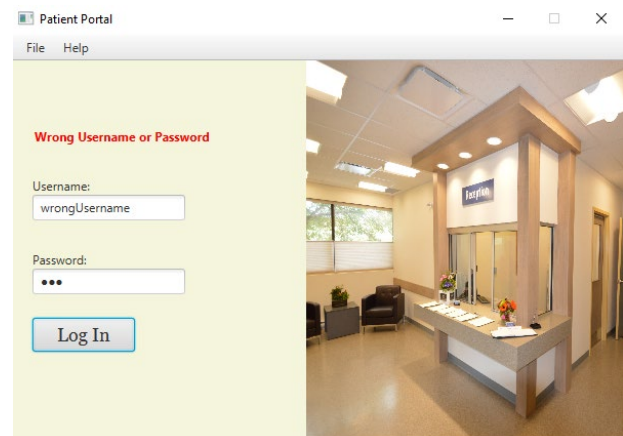 Patient Portal
File Help
Wrong Username or Password
Username:
wrongUsername
Password:
Log In
Reception